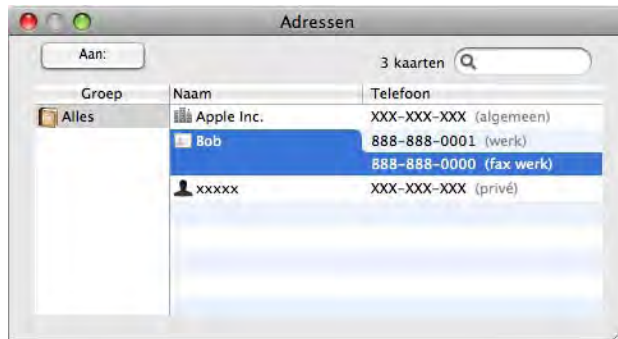 Adressen
Aan:
3 kaarten
Groep Naam Telefoon
Alles Apple Inc. XXX-XXX-XXX (algemeen)
Bob 888-888-0001 (werk)
888-888-0000 (fax werk)
xxxxx XXX-XXX-XXX (privé)